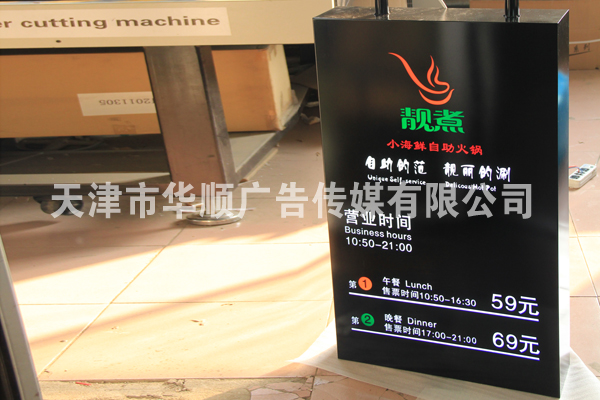 er cutting machine
12011305
靓煮
小海鲜自助火锅
自助的范 靓丽的涮
Unique Self-service Delicious Hot Pot
天津市华顺广告传媒有限公司
营业时间
Business hours
10:50-21:00
第 1 午餐 Lunch
售票时间10:50-16:30 59元
第 2 晚餐 Dinner
售票时间17:00-21:00 69元